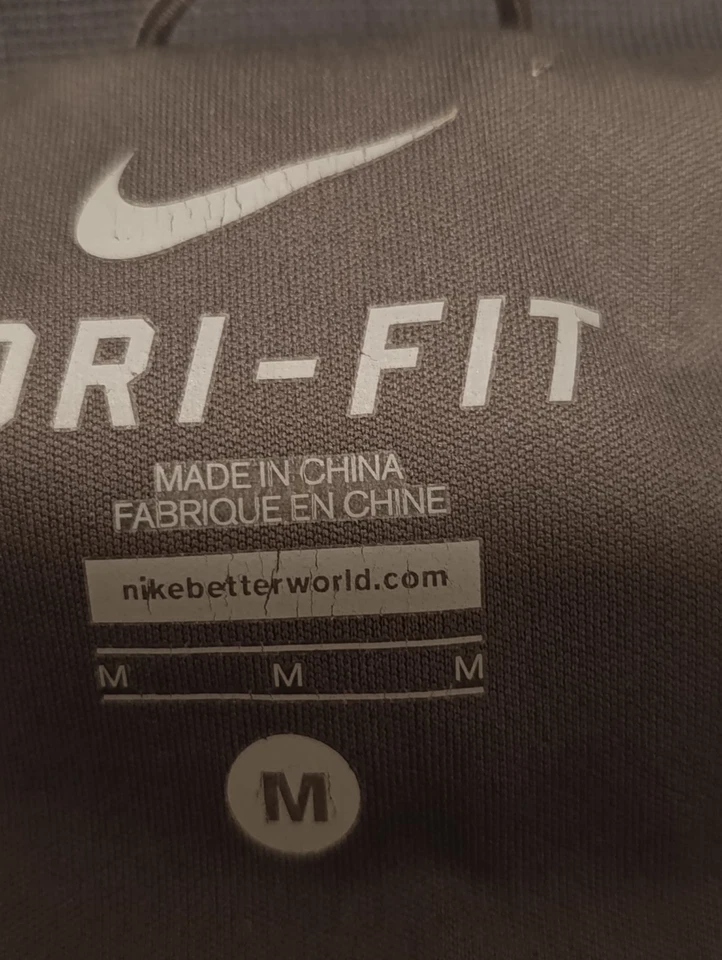 DRI-FIT
MADE IN CHINA
FABRIQUE EN CHINE
nikebetterworld.com
M M M
M